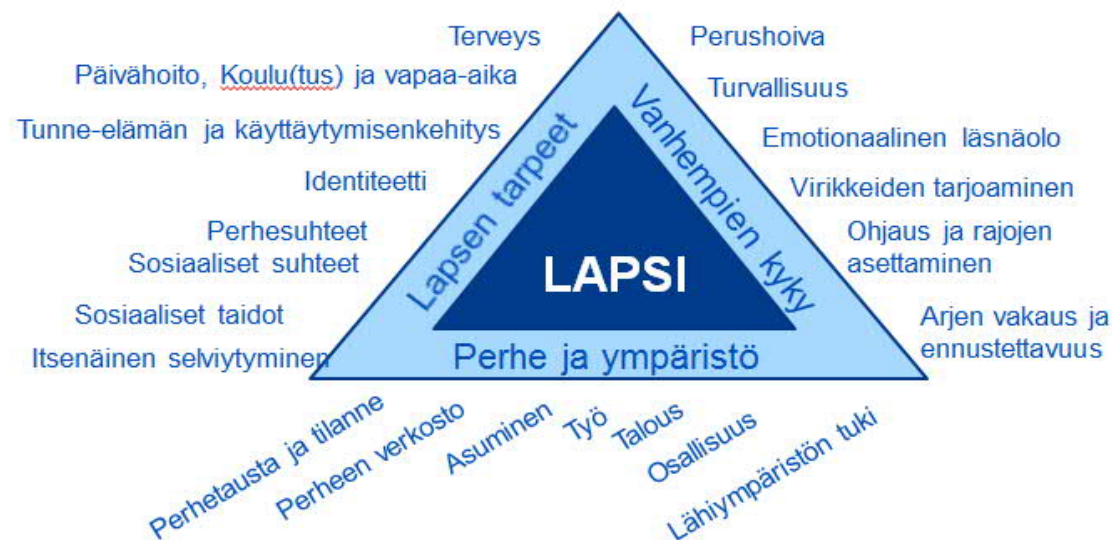 Terveys
Päivähoito, Koulu(tus) ja vapaa-aika
Tunne-elämän ja käyttäytymisenkehitys
Identiteetti
Perhesuhteet
Sosiaaliset suhteet
Sosiaaliset taidot
Itsenäinen selviytyminen
Lapsen tarpeet
LAPSI
Vanhempien kyky
Perhe ja ympäristö
Perushoiva
Turvallisuus
Emotionaalinen läsnäolo
Virikkeiden tarjoaminen
Ohjaus ja rajojen
asettaminen
Arjen vakaus ja
ennustettavuus
Perhetausta ja tilanne
Perheen verkosto
Asuminen
Työ
Talous
Osallisuus
Lähiympäristön tuki